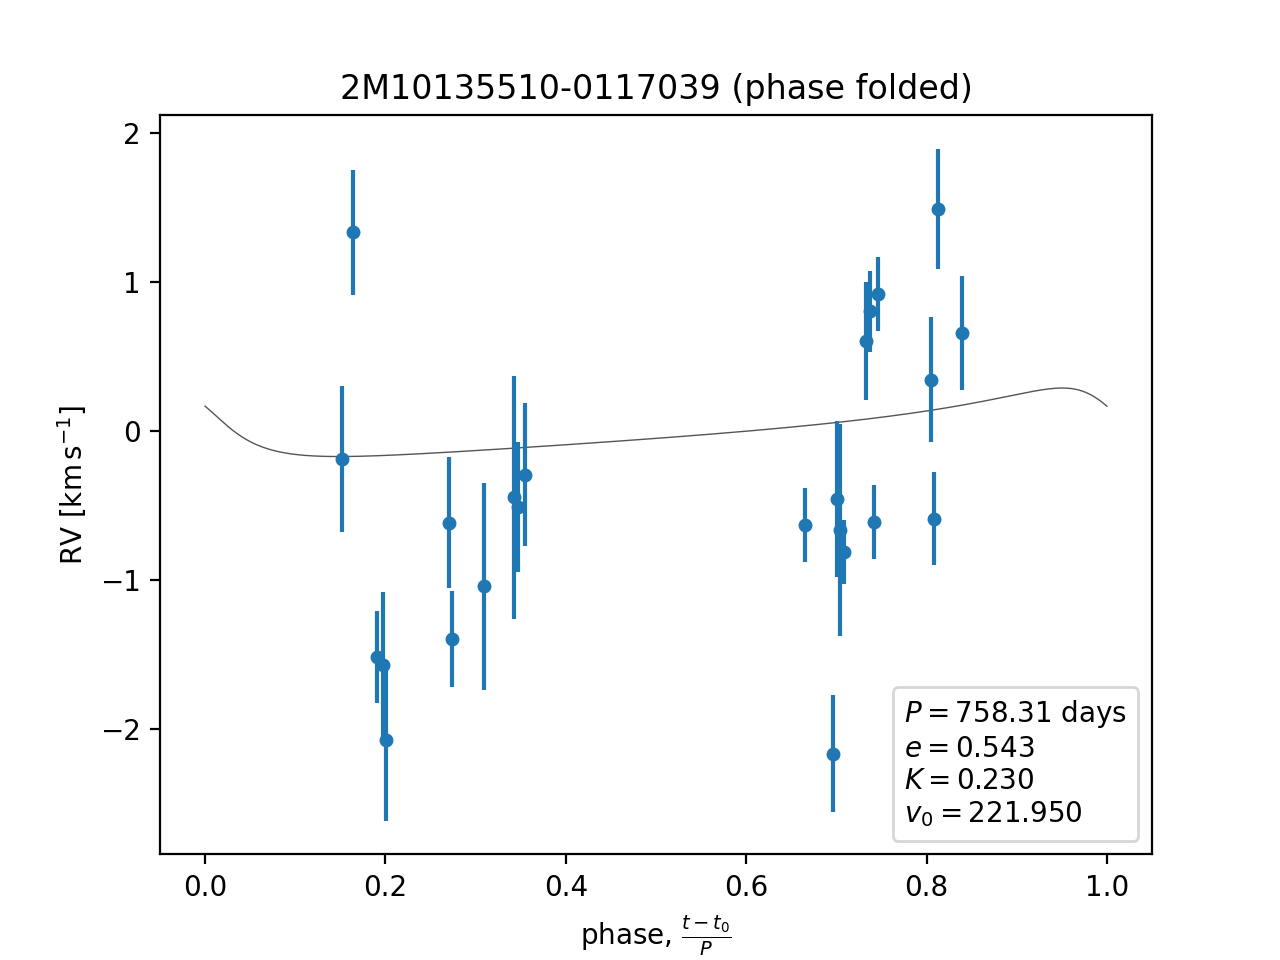 2M10135510-0117039 (phase folded)
2
1
0
−1
−2
RV [km s⁻¹]
P = 758.31 days
e = 0.543
K = 0.230
v₀ = 221.950
0.0 0.2 0.4 0.6 0.8 1.0
phase, (t − t₀)/P